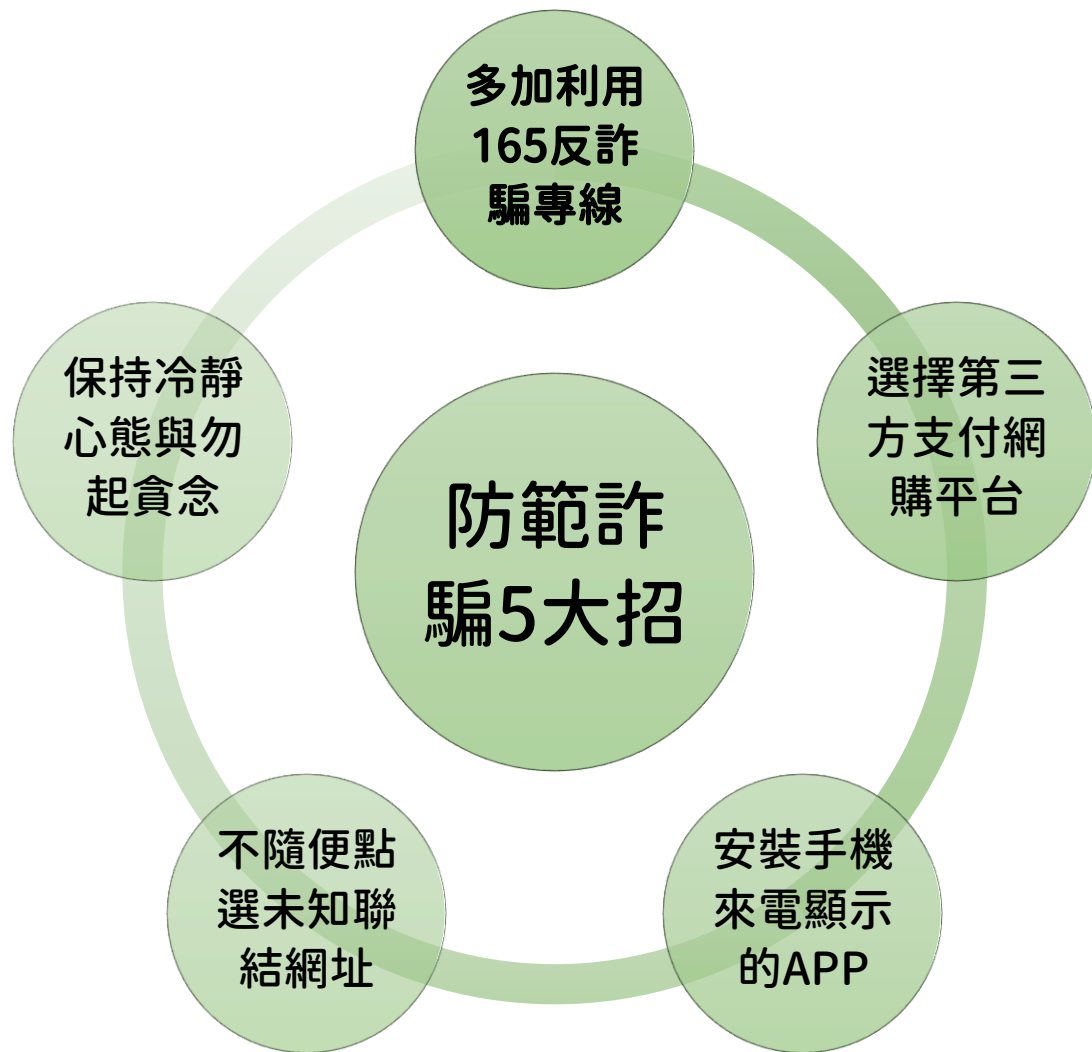 多加利用
165反詐
騙專線
選擇第三
方支付網
購平台
安裝手機
來電顯示
的APP
不隨便點
選未知聯
結網址
保持冷靜
心態與勿
起貪念
防範詐
騙5大招